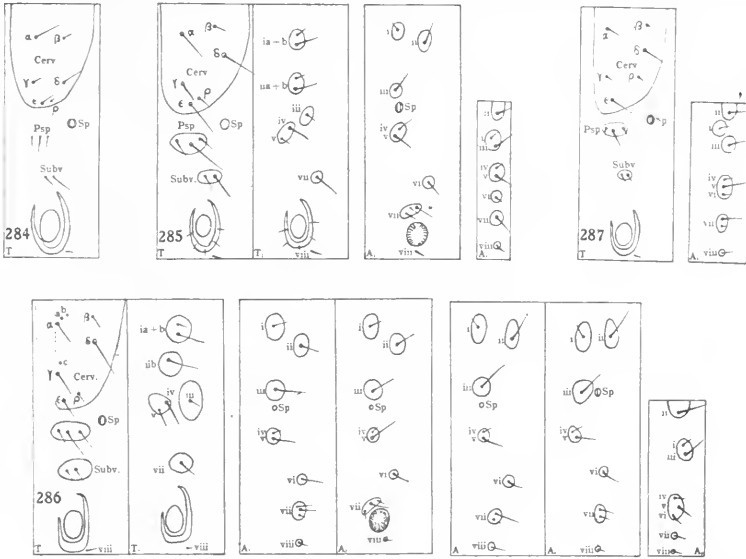 α β
Cerv
γ δ
ε ρ
Sp
Psp
Subv
284
T
α β
δ
Cerv
γ ρ
ε
Psp Sp
Subv.
285
T
ia-b
iia+b
iii
iv
v
vii
viii
T.
i ii
iii
Sp
iv
v
vi
vii
viii
A.
ii
i
iii
iv
v
vi
vii
viii
A.
α β
δ
Cerv
γ ρ
ε
Psp
Subv
287
T
ii
i
iii
iv
v
vi
vii
viii
A.
a b
α β
δ
c
γ Cerv.
ε ρ
Sp
Subv.
286
T
viii
ia+b
iib
iv iii
v
vii
T.
viii
i
ii
iii
Sp
iv
v
vi
vii
viii
A.
i
ii
iii
Sp
iv
v
vi
vii
viii
A.
i ii
iii
Sp
iv
v
vi
vii
viii
A
i ii
iii Sp
iv
v
vi
vii
viii
A.
ii
i
iii
iv
v
vi
vii
viii
A.